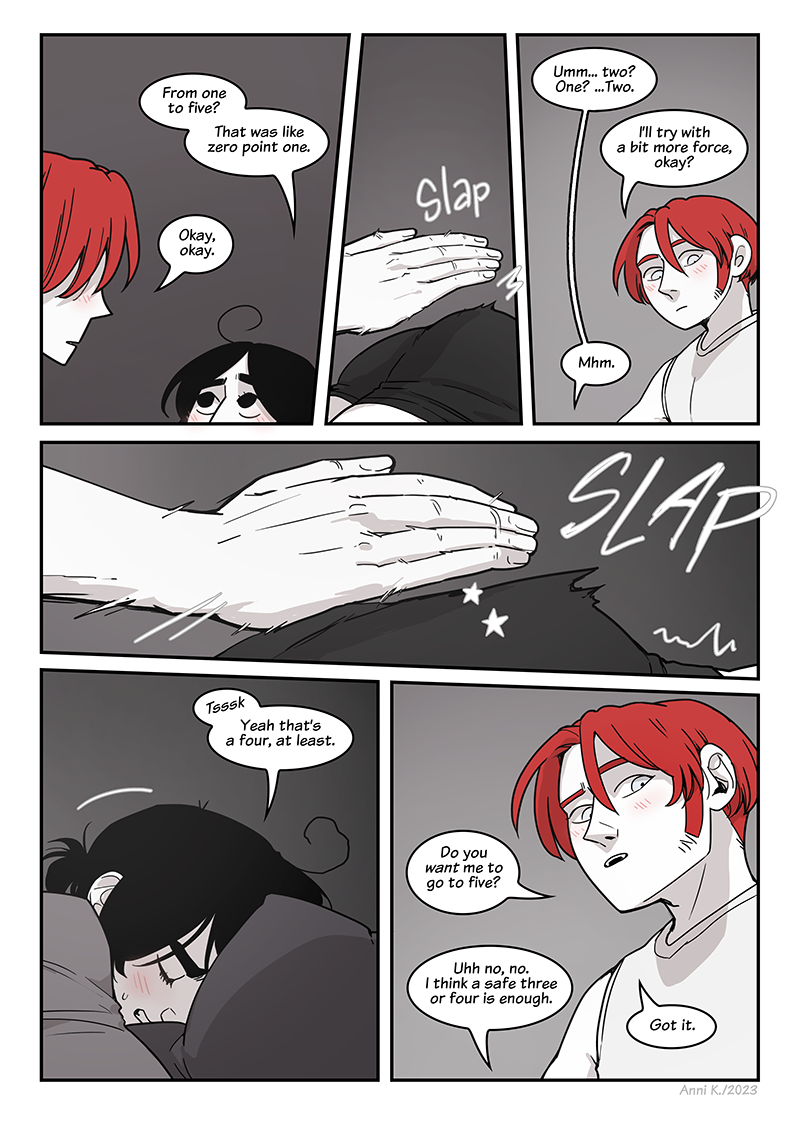 From one
to five?
That was like
zero point one.
Okay,
okay.
Slap
Umm... two?
One? ...Two.
I'll try with
a bit more force,
okay?
Mhm.
SLAP
Tsssk
Yeah that's
a four, at least.
Do you
want me to
go to five?
Uhh no, no.
I think a safe three
or four is enough.
Got it.
Anni K./2023